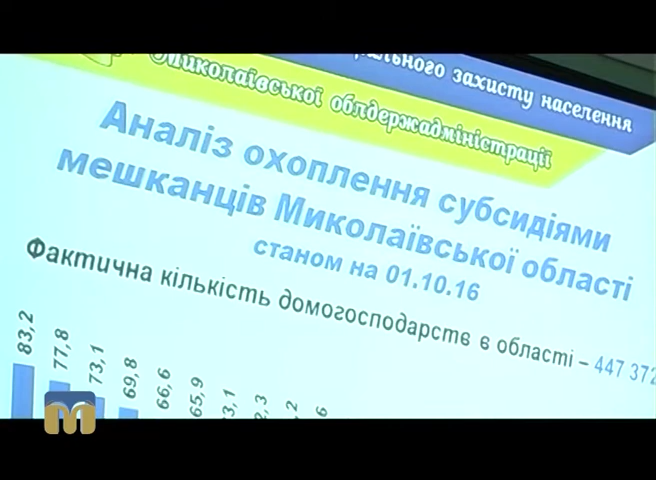 захисту населення
Миколаївської облдержадміністрації
Аналіз охоплення субсидіями
мешканців Миколаївської області
станом на 01.10.16
Фактична кількість домогосподарств в області – 447 372
83,2
77,8
73,1
69,8
66,6
65,9